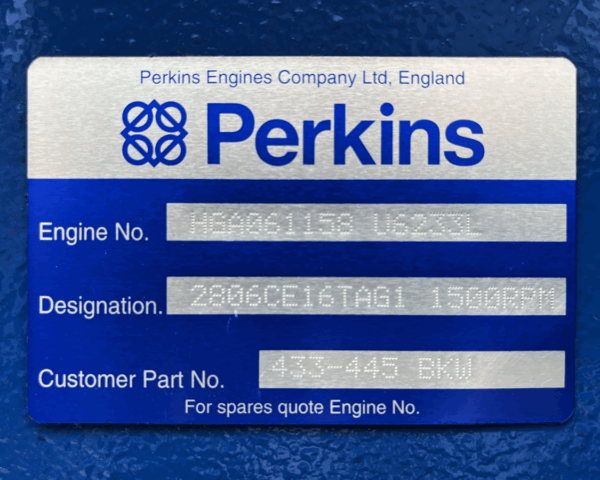 Perkins Engines Company Ltd, England
Perkins
Engine No. HGA061158 U6233L
Designation. 2806CE16TAG1 1500RPM
Customer Part No. 433-445 BKW
For spares quote Engine No.